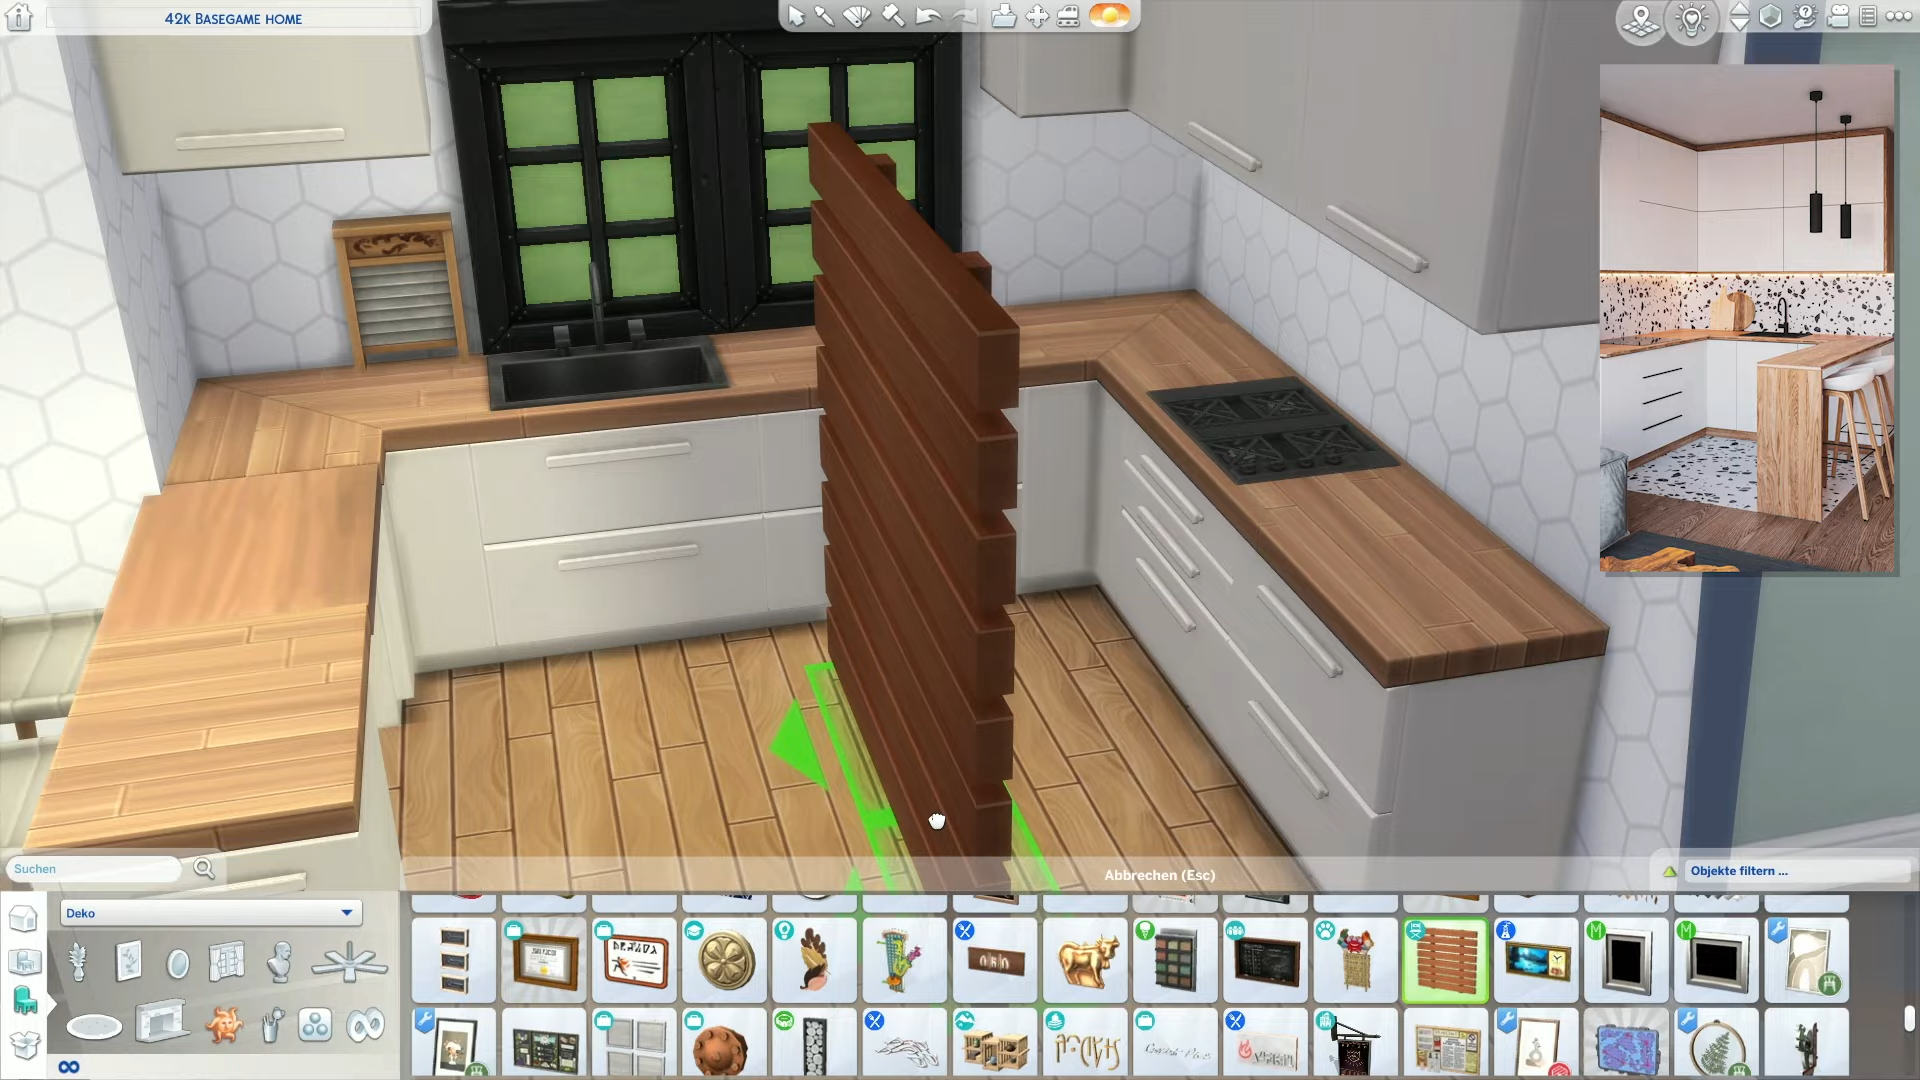 42k Basegame home
Suchen
Abbrechen (Esc)
Objekte filtern ...
Deko